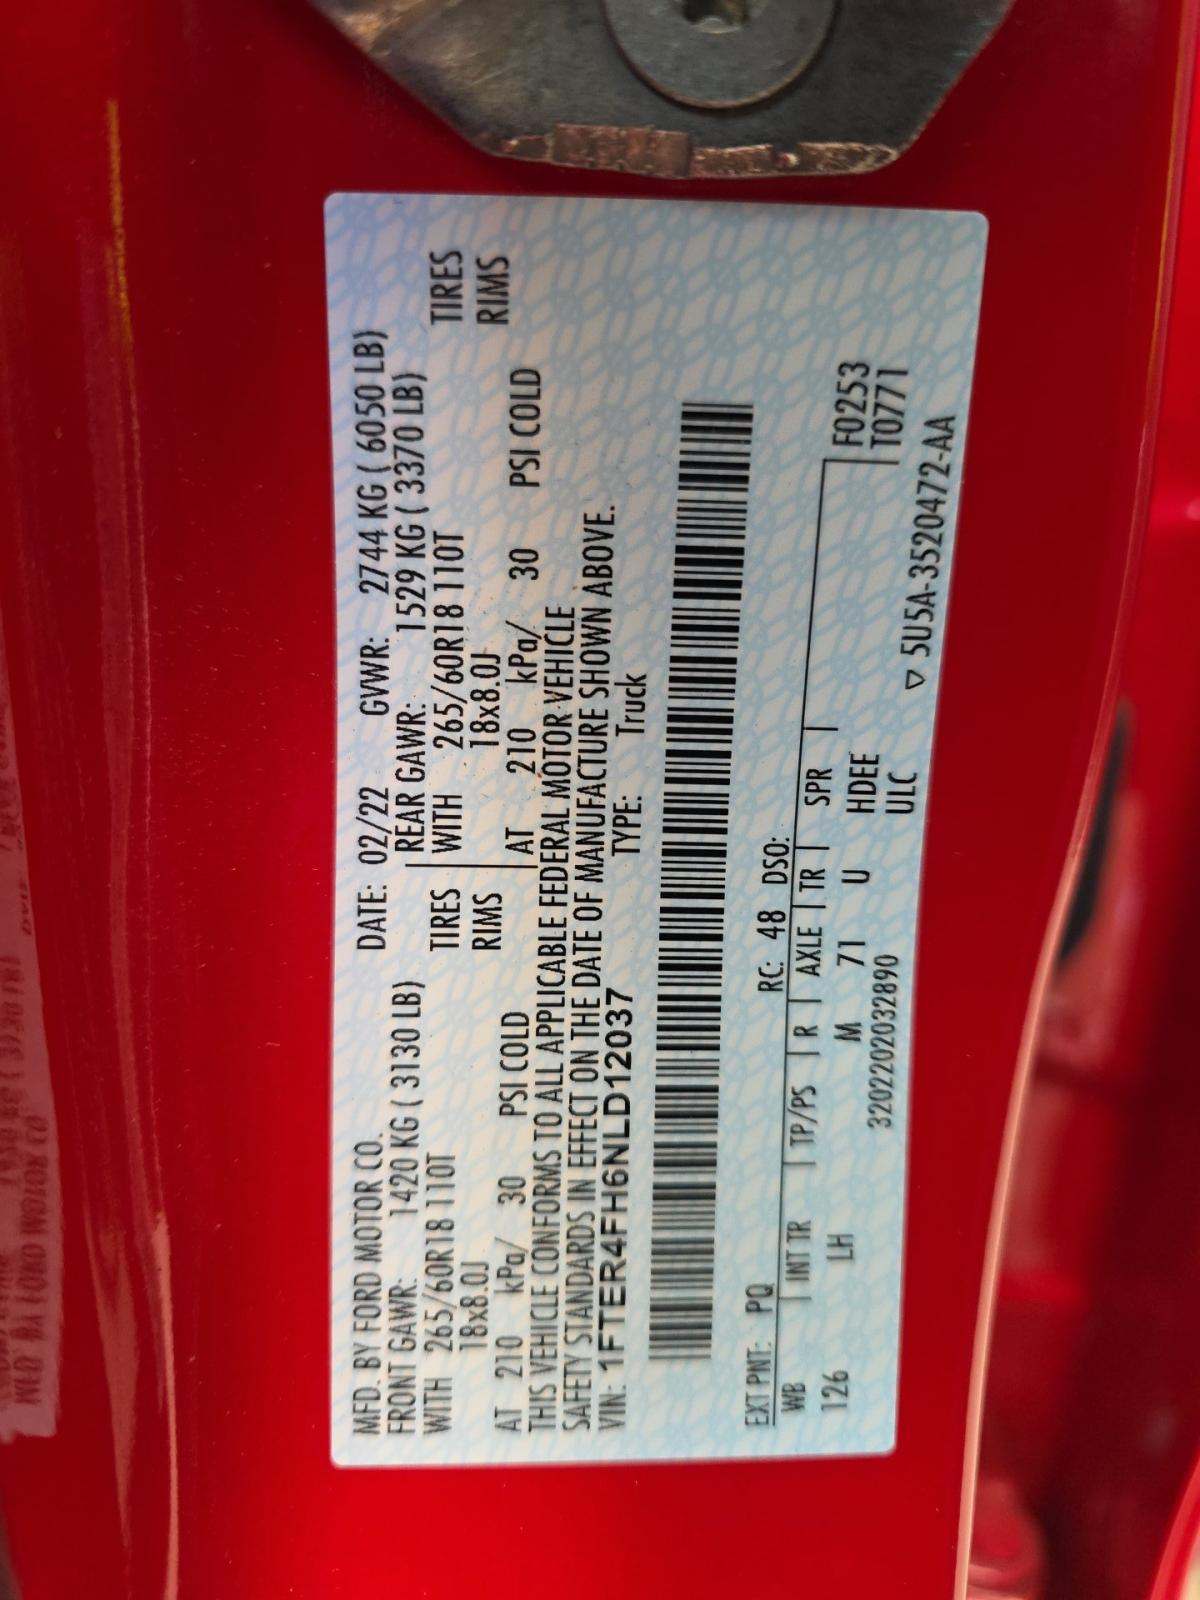 MFD. BY FORD MOTOR CO. DATE: 02/22 GVWR: 2744 KG ( 6050 LB)
FRONT GAWR: 1420 KG ( 3130 LB) REAR GAWR: 1529 KG ( 3370 LB)
WITH 265/60R18 110T TIRES WITH 265/60R18 110T TIRES
18x8.0J RIMS 18x8.0J RIMS
AT 210 kPa/ 30 PSI COLD AT 210 kPa/ 30 PSI COLD
THIS VEHICLE CONFORMS TO ALL APPLICABLE FEDERAL MOTOR VEHICLE
SAFETY STANDARDS IN EFFECT ON THE DATE OF MANUFACTURE SHOWN ABOVE.
VIN: 1FTER4FH6NLD12037 TYPE: Truck
EXT PNT: PQ RC: 48 DSO:
WB INT TR TP/PS R AXLE TR SPR F0253
126 LH M 71 U HDEE T0771
3202202032890 ULC
▽ 5U5A-3520472-AA